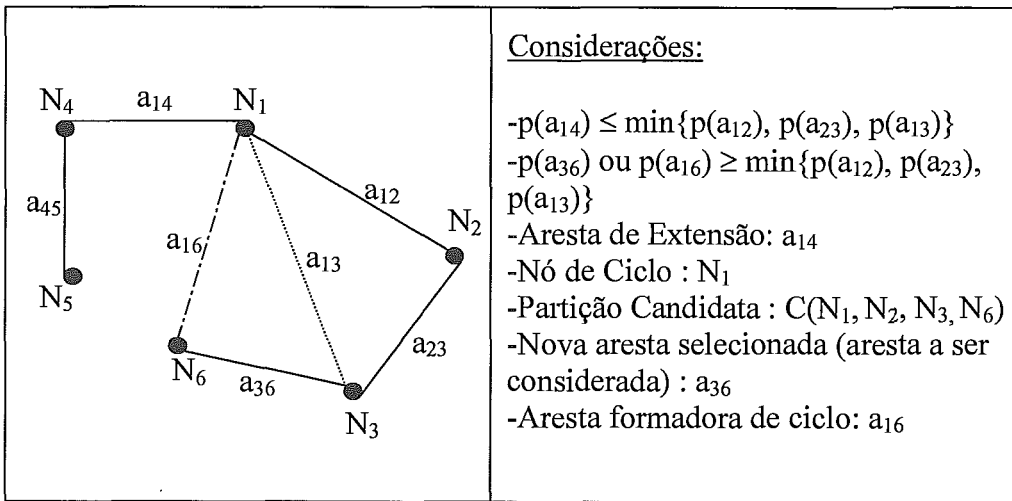 N₄ a₁₄ N₁
a₄₅
a₁₂
N₂
a₁₆
a₁₃
N₅
N₆
a₃₆
a₂₃
N₃
Considerações:
-p(a₁₄) ≤ min{p(a₁₂), p(a₂₃), p(a₁₃)}
-p(a₃₆) ou p(a₁₆) ≥ min{p(a₁₂), p(a₂₃),
p(a₁₃)}
-Aresta de Extensão: a₁₄
-Nó de Ciclo : N₁
-Partição Candidata : C(N₁, N₂, N₃, N₆)
-Nova aresta selecionada (aresta a ser
considerada) : a₃₆
-Aresta formadora de ciclo: a₁₆